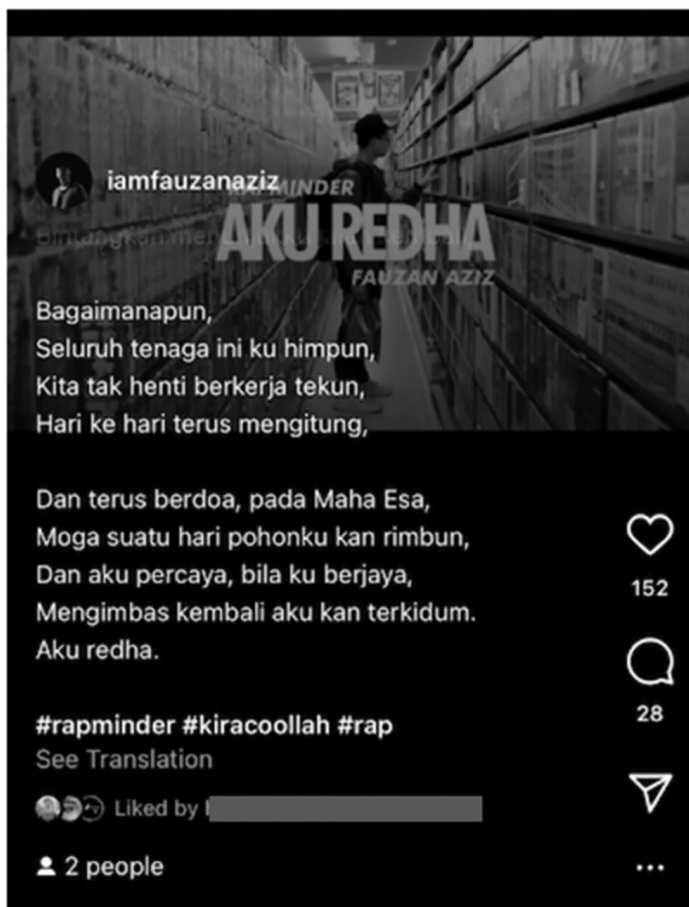 iamfauzanaziz
RAPMINDER
AKU REDHA
FAUZAN AZIZ
Bagaimanapun,
Seluruh tenaga ini ku himpun,
Kita tak henti berkerja tekun,
Hari ke hari terus mengitung,
Dan terus berdoa, pada Maha Esa,
Moga suatu hari pohonku kan rimbun,
Dan aku percaya, bila ku berjaya,
Mengimbas kembali aku kan terkidum.
Aku redha.
#rapminder #kiracoollah #rap
See Translation
Liked by
2 people
152
28